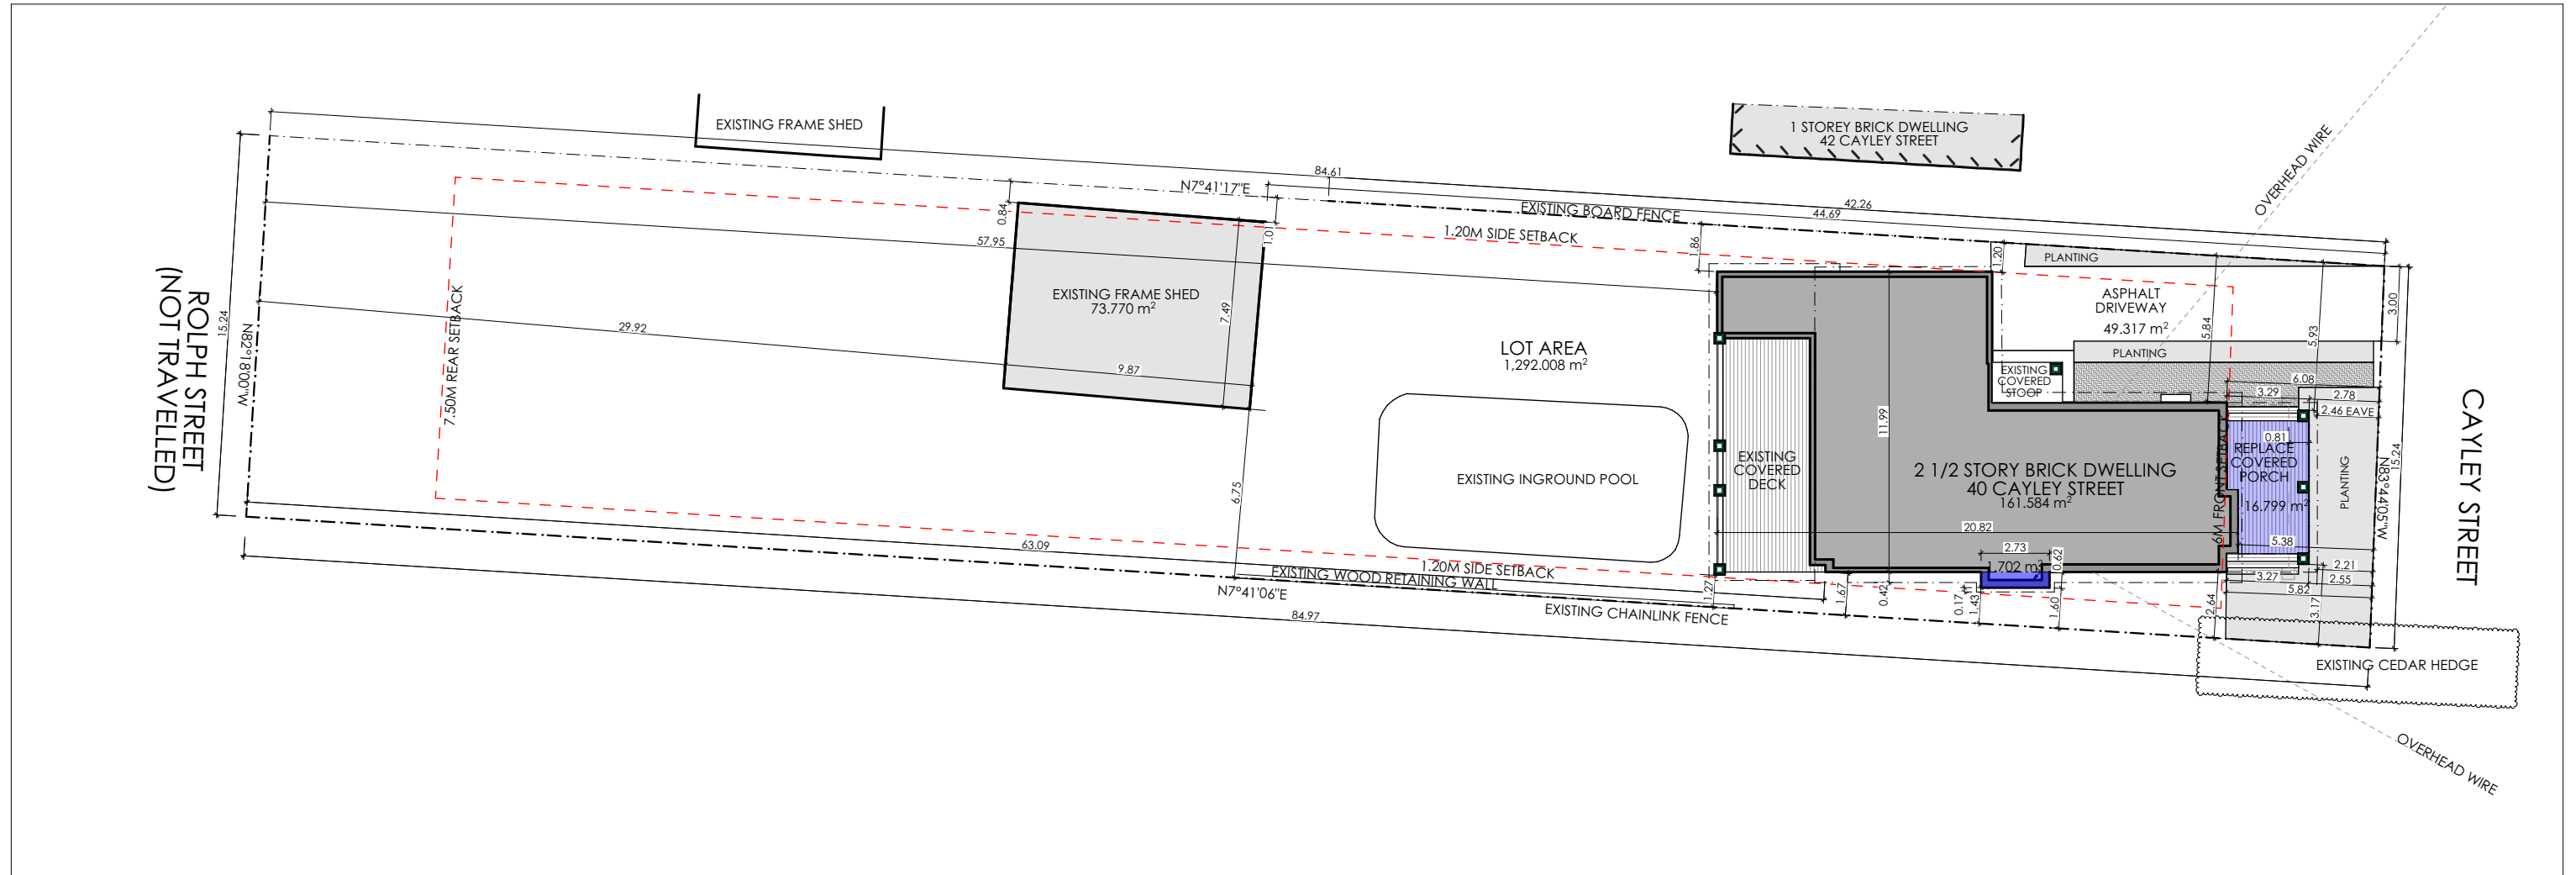 EXISTING FRAME SHED
1 STOREY BRICK DWELLING
42 CAYLEY STREET
OVERHEAD WIRE
84.61
N7°41'17"E
42.26
44.69
EXISTING BOARD FENCE
1.20M SIDE SETBACK
0.84
1.01
57.95
1.86
1.20
PLANTING
ROLPH STREET
(NOT TRAVELLED)
15.24
N82°18'00"W
7.50M REAR SETBACK
29.92
EXISTING FRAME SHED
73.770 m²
7.49
9.87
6.75
LOT AREA
1,292.008 m²
EXISTING INGROUND POOL
ASPHALT
DRIVEWAY
49.317 m²
5.84
5.93
3.00
PLANTING
EXISTING
COVERED
STOOP
6.08
3.29
2.78
2.46 EAVE
0.81
REPLACE
COVERED
PORCH
16.799 m²
5.38
PLANTING
15.24
N83°44'05"W
CAYLEY STREET
EXISTING
COVERED
DECK
11.99
2 1/2 STORY BRICK DWELLING
40 CAYLEY STREET
161.584 m²
6M FRONT SETBACK
20.82
2.73
0.62
1.702 m²
2.21
3.27
2.55
5.82
3.17
2.64
1.60
1.43
0.17
0.42
1.67
1.27
63.09
1.20M SIDE SETBACK
EXISTING WOOD RETAINING WALL
N7°41'06"E
EXISTING CHAINLINK FENCE
84.97
EXISTING CEDAR HEDGE
OVERHEAD WIRE